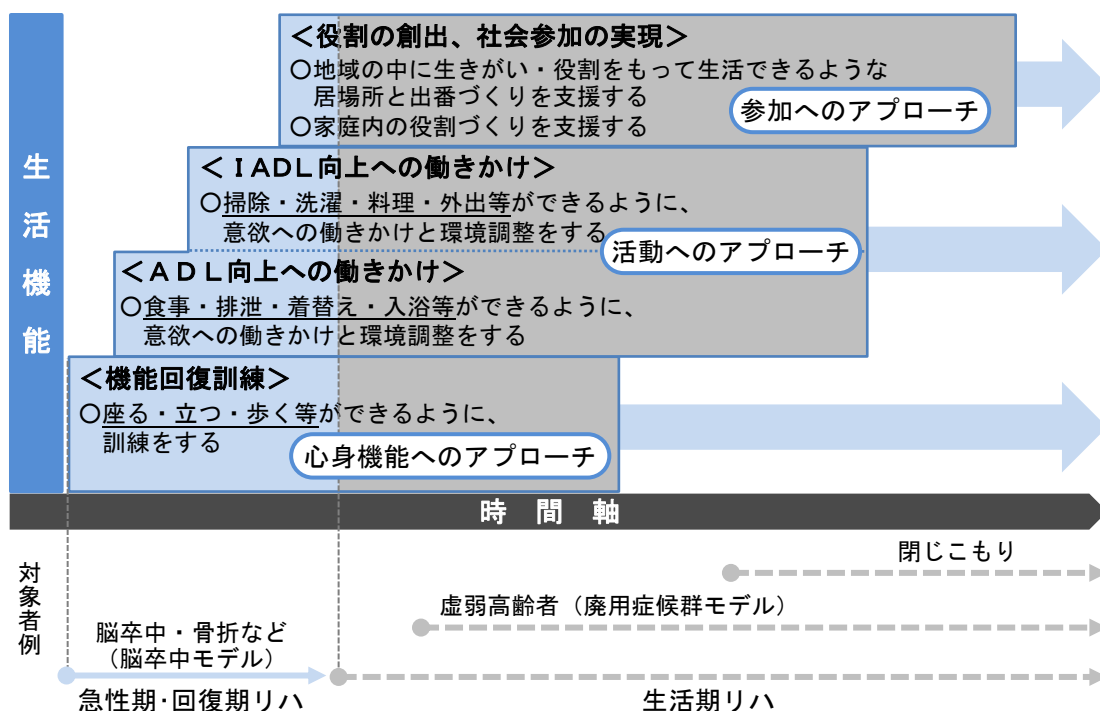 生活機能
＜役割の創出、社会参加の実現＞
○地域の中に生きがい・役割をもって生活できるような
居場所と出番づくりを支援する
○家庭内の役割づくりを支援する
参加へのアプローチ
＜ＩＡＤＬ向上への働きかけ＞
○掃除・洗濯・料理・外出等ができるように、
意欲への働きかけと環境調整をする
活動へのアプローチ
＜ＡＤＬ向上への働きかけ＞
○食事・排泄・着替え・入浴等ができるように、
意欲への働きかけと環境調整をする
＜機能回復訓練＞
○座る・立つ・歩く等ができるように、
訓練をする
心身機能へのアプローチ
時間軸
対象者例
閉じこもり
虚弱高齢者（廃用症候群モデル）
脳卒中・骨折など
（脳卒中モデル）
急性期・回復期リハ
生活期リハ